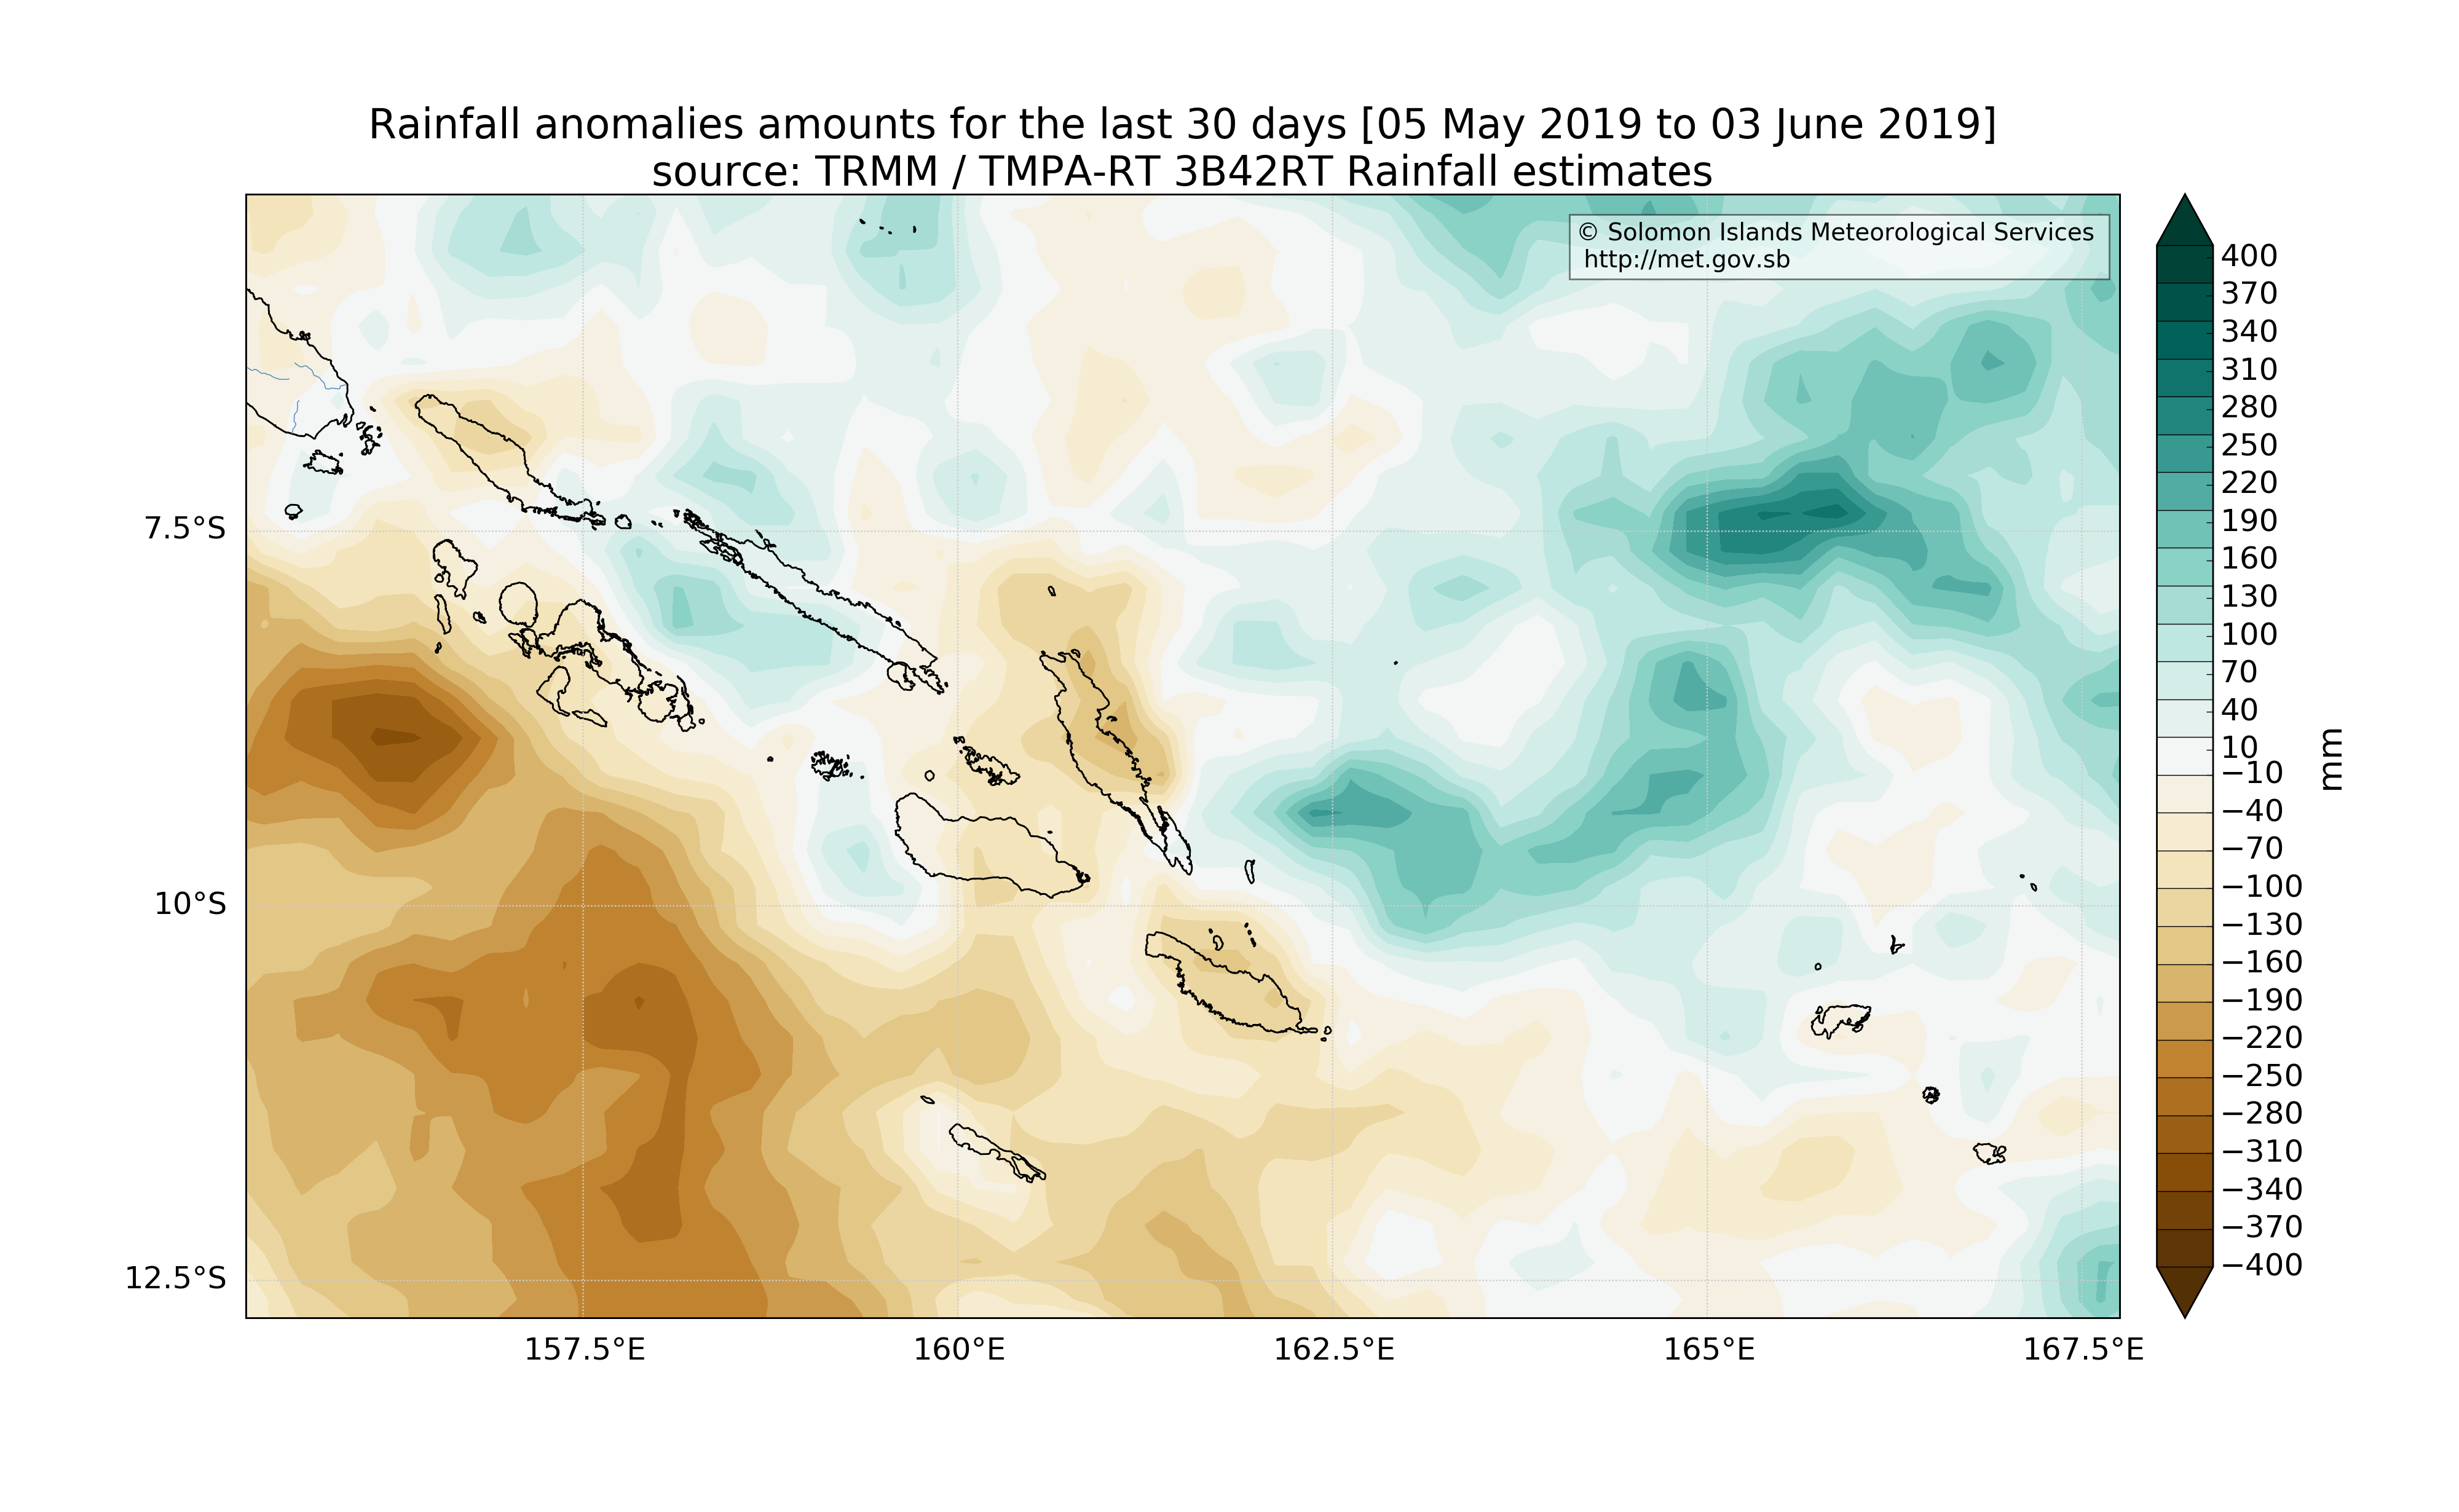 Rainfall anomalies amounts for the last 30 days [05 May 2019 to 03 June 2019]
source: TRMM / TMPA-RT 3B42RT Rainfall estimates
© Solomon Islands Meteorological Services
http://met.gov.sb
7.5°S
10°S
12.5°S
157.5°E
160°E
162.5°E
165°E
167.5°E
400
370
340
310
280
250
220
190
160
130
100
70
40
10
−10
−40
−70
−100
−130
−160
−190
−220
−250
−280
−310
−340
−370
−400
mm